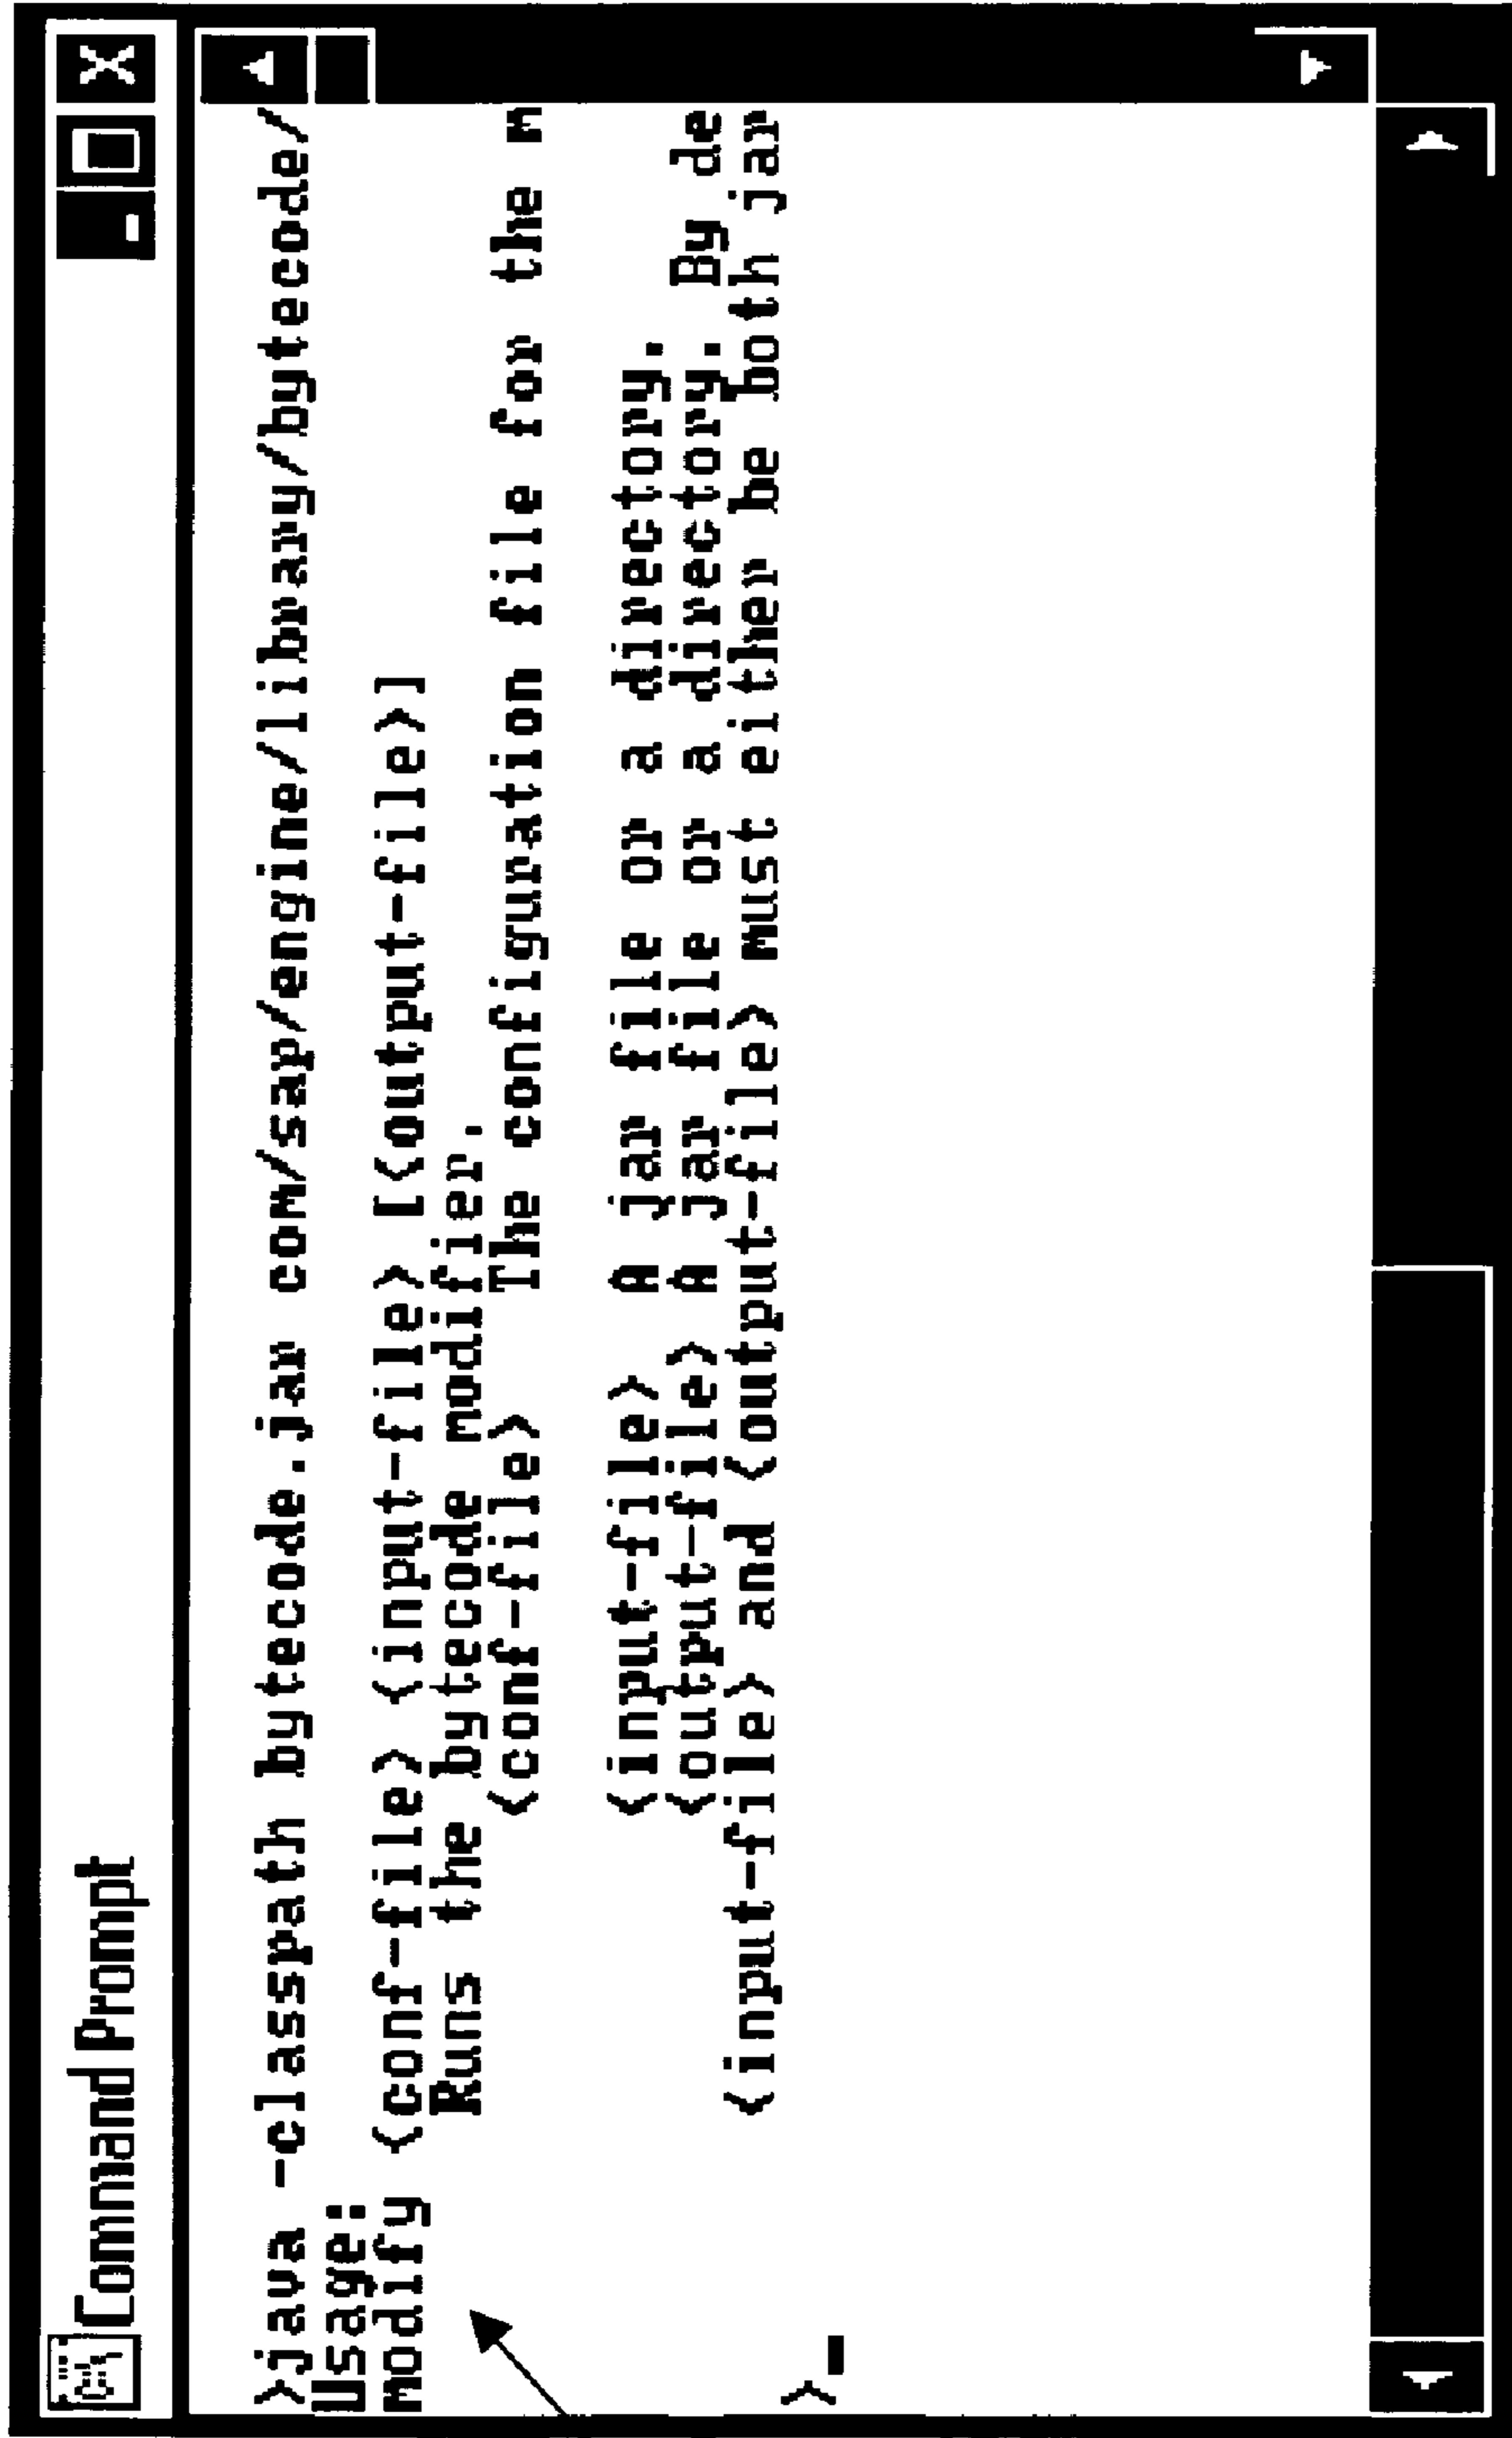 Command Prompt
>java -classpath bytecode.jar com/sap/engine/library/bytecode/
Usage:
modify <conf-file> <input-file> [<output-file>]
Runs the bytecode modifier.
<conf-file> The configuration file for the m
<input-file> A jar file or a directory.
<output-file> A jar file or a directory. By de
<input-file> and <output-file> must either be both jar
>_